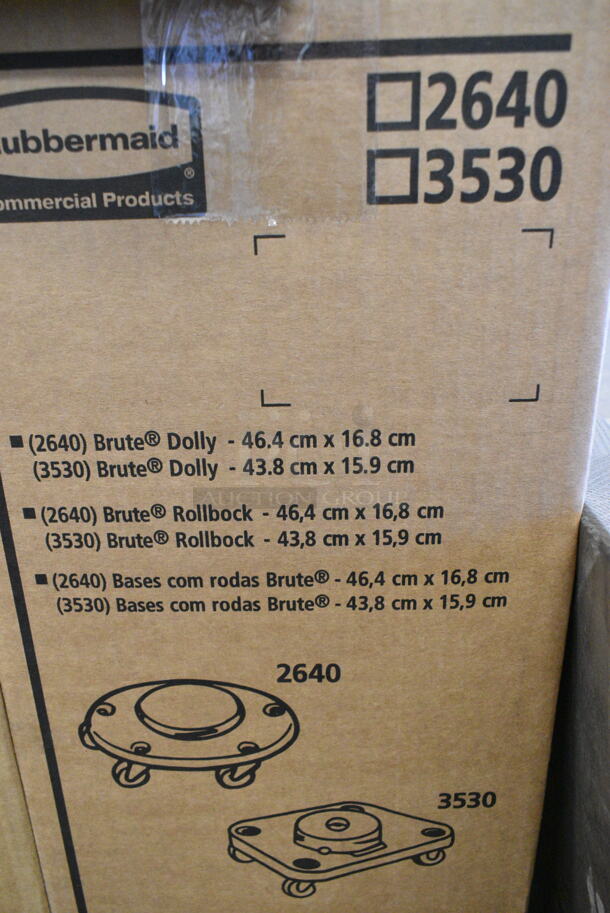 ubbermaid
®
ommercial Products
2640
3530
■ (2640) Brute® Dolly - 46.4 cm x 16.8 cm
(3530) Brute® Dolly - 43.8 cm x 15.9 cm
AUCTION GROUP
■ (2640) Brute® Rollbock - 46,4 cm x 16,8 cm
(3530) Brute® Rollbock - 43,8 cm x 15,9 cm
■ (2640) Bases com rodas Brute® - 46,4 cm x 16,8 cm
(3530) Bases com rodas Brute® - 43,8 cm x 15,9 cm
2640
3530